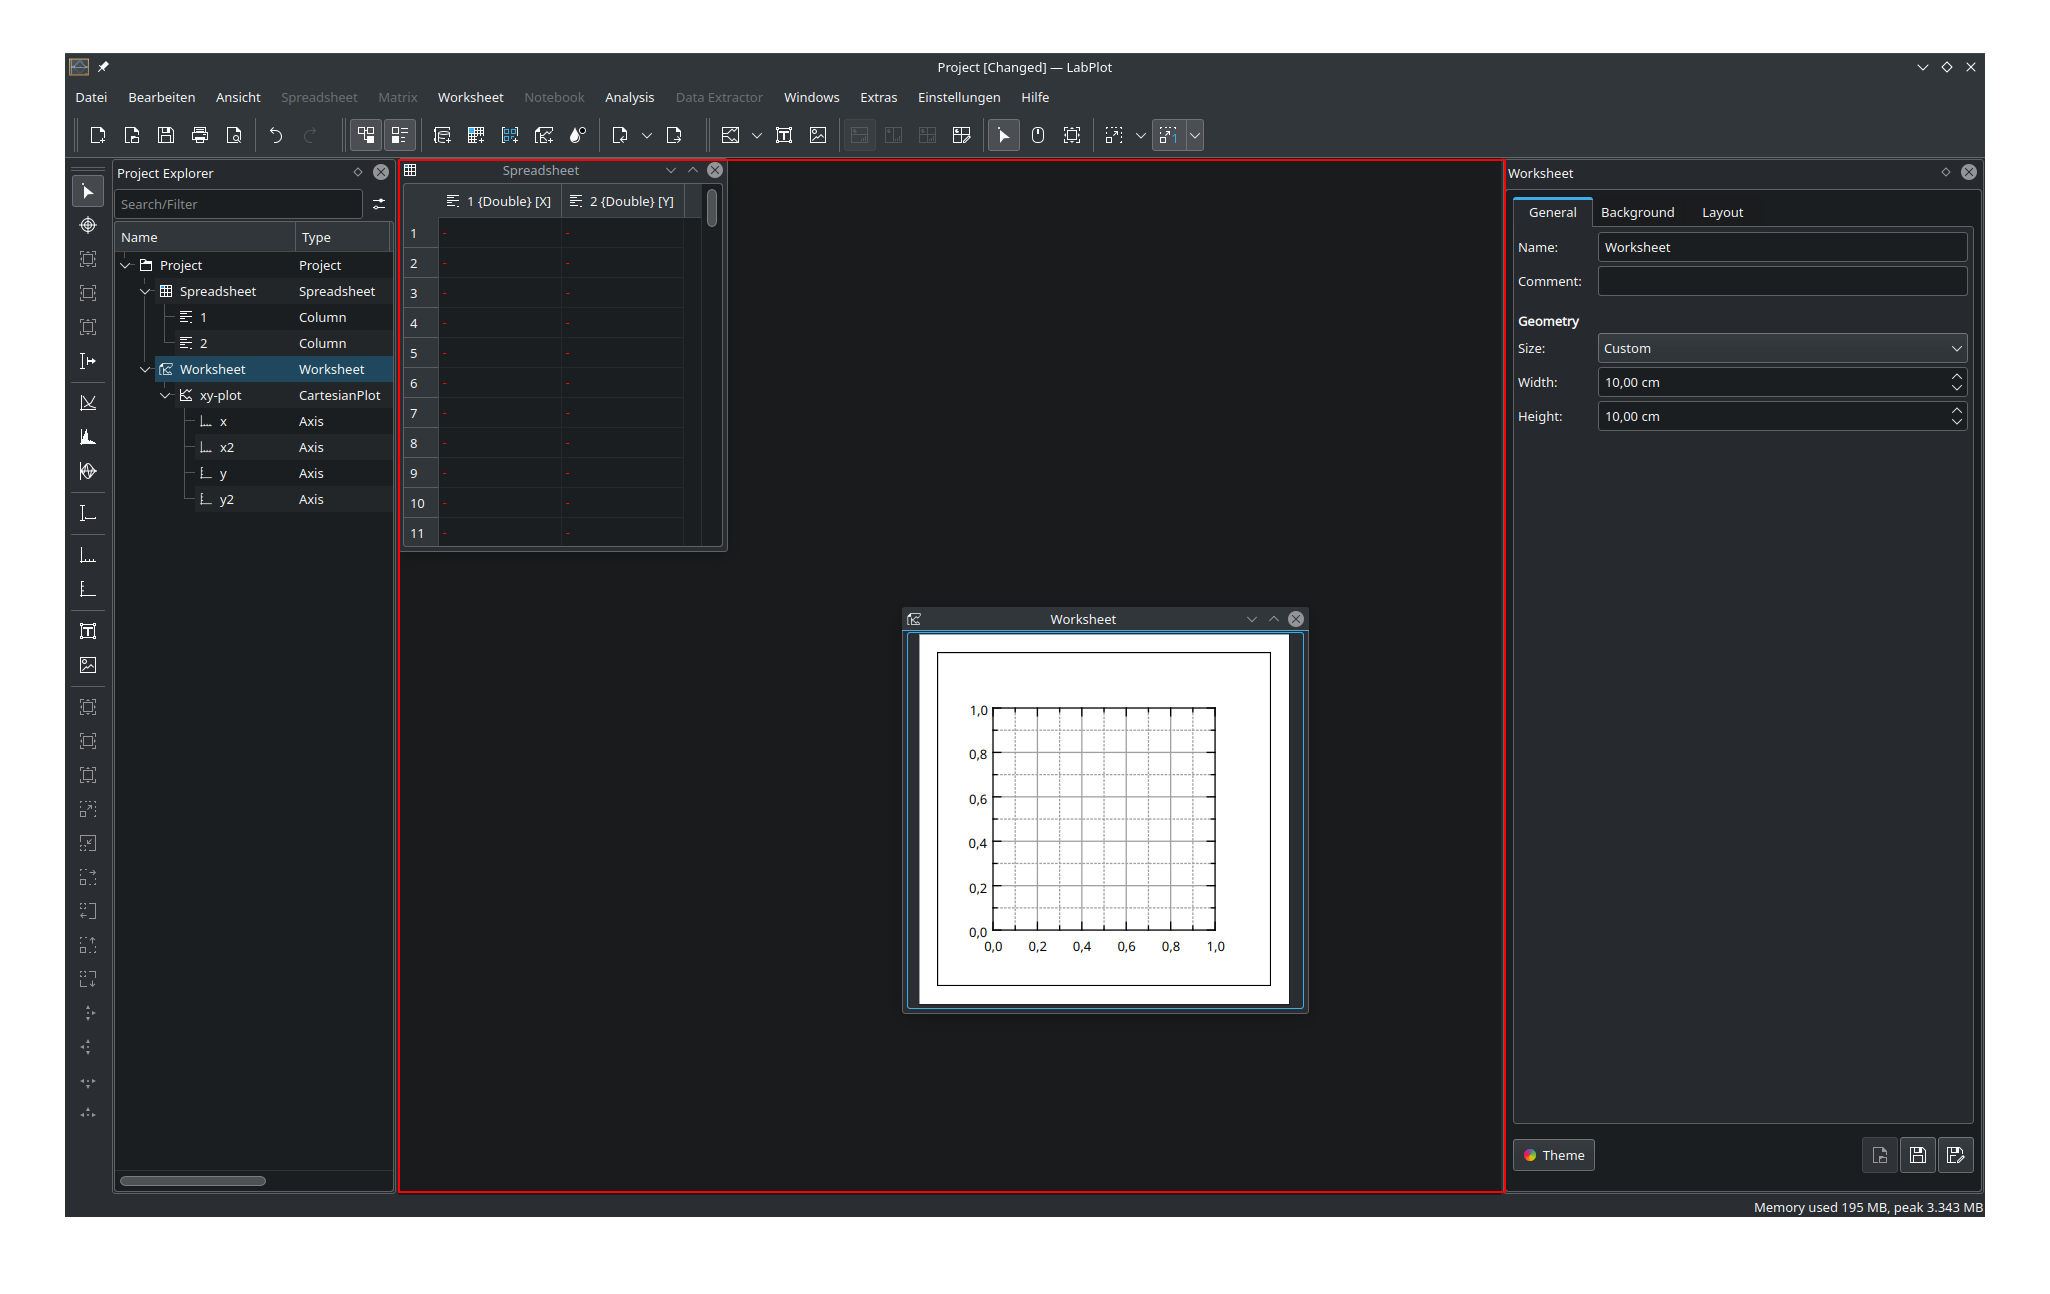 Project [Changed] — LabPlot
Datei Bearbeiten Ansicht Spreadsheet Matrix Worksheet Notebook Analysis Data Extractor Windows Extras Einstellungen Hilfe
Project Explorer
Search/Filter
Name Type
Project Project
Spreadsheet Spreadsheet
1 Column
2 Column
Worksheet Worksheet
xy-plot CartesianPlot
x Axis
x2 Axis
y Axis
y2 Axis
Spreadsheet
1 {Double} [X] 2 {Double} [Y]
1 - -
2 - -
3 - -
4 - -
5 - -
6 - -
7 - -
8 - -
9 - -
10 - -
11 - -
Worksheet
1,0
0,8
0,6
0,4
0,2
0,0
0,0 0,2 0,4 0,6 0,8 1,0
Worksheet
General Background Layout
Name: Worksheet
Comment:
Geometry
Size: Custom
Width: 10,00 cm
Height: 10,00 cm
Theme
Memory used 195 MB, peak 3.343 MB